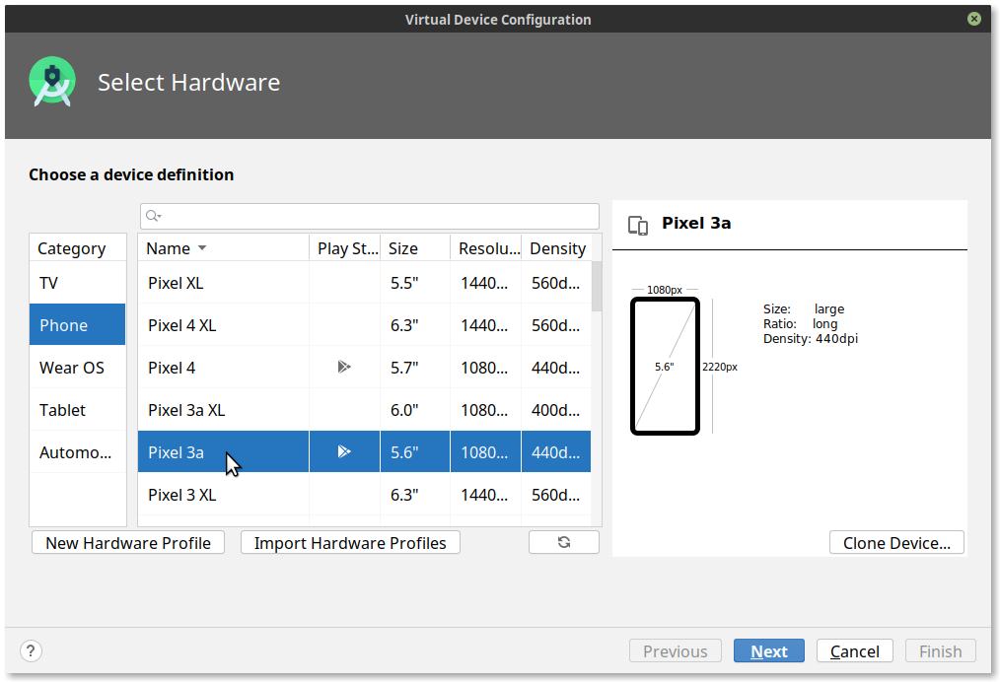 Virtual Device Configuration
Select Hardware
Choose a device definition
Category
TV
Phone
Wear OS
Tablet
Automo...
Name Play St... Size Resolu... Density
Pixel XL 5.5" 1440... 560d...
Pixel 4 XL 6.3" 1440... 560d...
Pixel 4 5.7" 1080... 440d...
Pixel 3a XL 6.0" 1080... 400d...
Pixel 3a 5.6" 1080... 440d...
Pixel 3 XL 6.3" 1440... 560d...
New Hardware Profile Import Hardware Profiles
Pixel 3a
1080px
5.6"
2220px
Size: large
Ratio: long
Density: 440dpi
Clone Device...
? Previous Next Cancel Finish